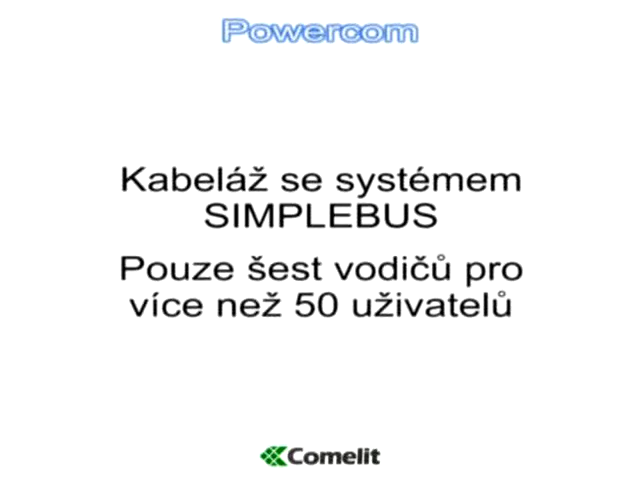 Powercom
Kabeláž se systémem
SIMPLEBUS
Pouze šest vodičů pro
více než 50 uživatelů
Comelit